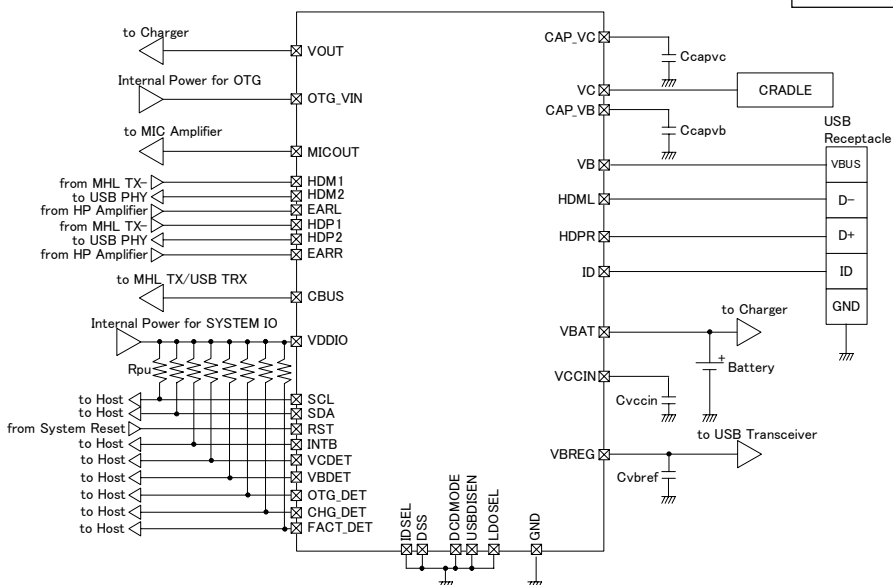 to Charger
VOUT
Internal Power for OTG
OTG_VIN
to MIC Amplifier
MICOUT
from MHL TX- HDM1
to USB PHY HDM2
from HP Amplifier EARL
from MHL TX- HDP1
to USB PHY HDP2
from HP Amplifier EARR
to MHL TX/USB TRX
CBUS
Internal Power for SYSTEM IO
VDDIO
Rpu
to Host SCL
to Host SDA
from System Reset RST
to Host INTB
to Host VCDET
to Host VBDET
to Host OTG_DET
to Host CHG_DET
to Host FACT_DET
IDSEL
DSS
DCDMODE
USBDISEN
LDOSEL
GND
CAP_VC
Ccapvc
VC
CRADLE
CAP_VB
Ccapvb
USB
Receptacle
VB
VBUS
HDML
D-
HDPR
D+
ID
ID
GND
to Charger
VBAT
+
Battery
VCCIN
Cvccin
to USB Transceiver
VBREG
Cvbref